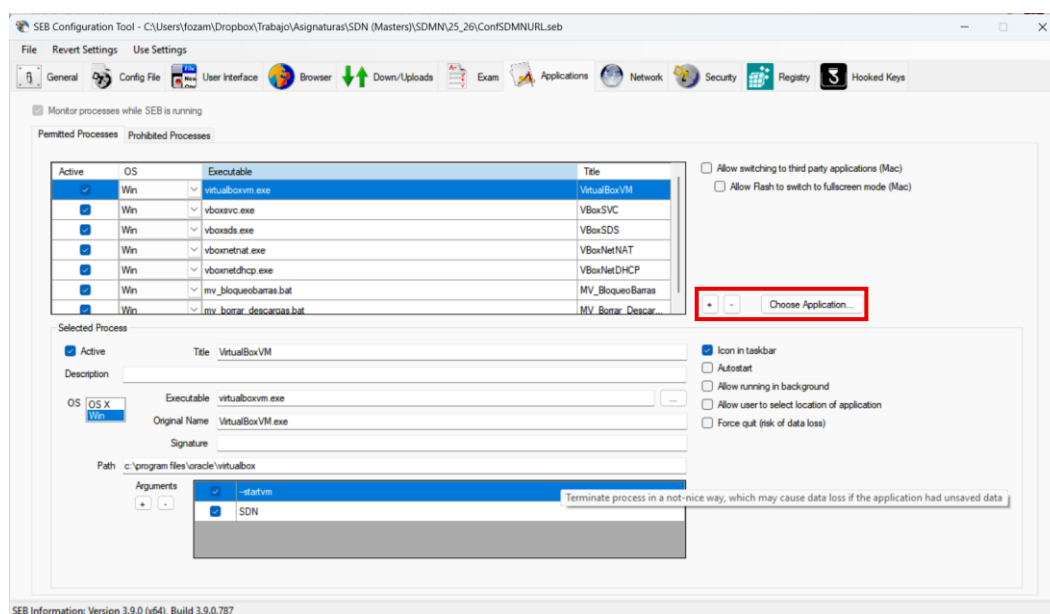 SEB Configuration Tool - C:\Users\fozam\Dropbox\Trabajo\Asignaturas\SDN (Masters)\SDMN\25_26\ConfSDMNURL.seb
File Revert Settings Use Settings
General Config File User Interface Browser Down/Uploads Exam Applications Network Security Registry Hooked Keys
Monitor processes while SEB is running
Permitted Processes Prohibited Processes
Active OS Executable Title
Win virtualboxvm.exe VirtualBoxVM
Win vboxsvc.exe VBoxSVC
Win vboxsds.exe VBoxSDS
Win vboxnetnat.exe VBoxNetNAT
Win vboxnetdhcp.exe VBoxNetDHCP
Win mv_bloqueobarras.bat MV_BloqueoBarras
Win mv_borrar_descargas.bat MV_Borrar_Descar...
Allow switching to third party applications (Mac)
Allow Flash to switch to fullscreen mode (Mac)
+ - Choose Application...
Selected Process
Active Title VirtualBoxVM
Description
OS OS X
Win
Executable virtualboxvm.exe ...
Original Name VirtualBoxVM.exe
Signature
Path c:\program files\oracle\virtualbox
Arguments
+ -
--startvm
SDN
Icon in taskbar
Autostart
Allow running in background
Allow user to select location of application
Force quit (risk of data loss)
Terminate process in a not-nice way, which may cause data loss if the application had unsaved data
SEB Information: Version 3.9.0 (x64), Build 3.9.0.787